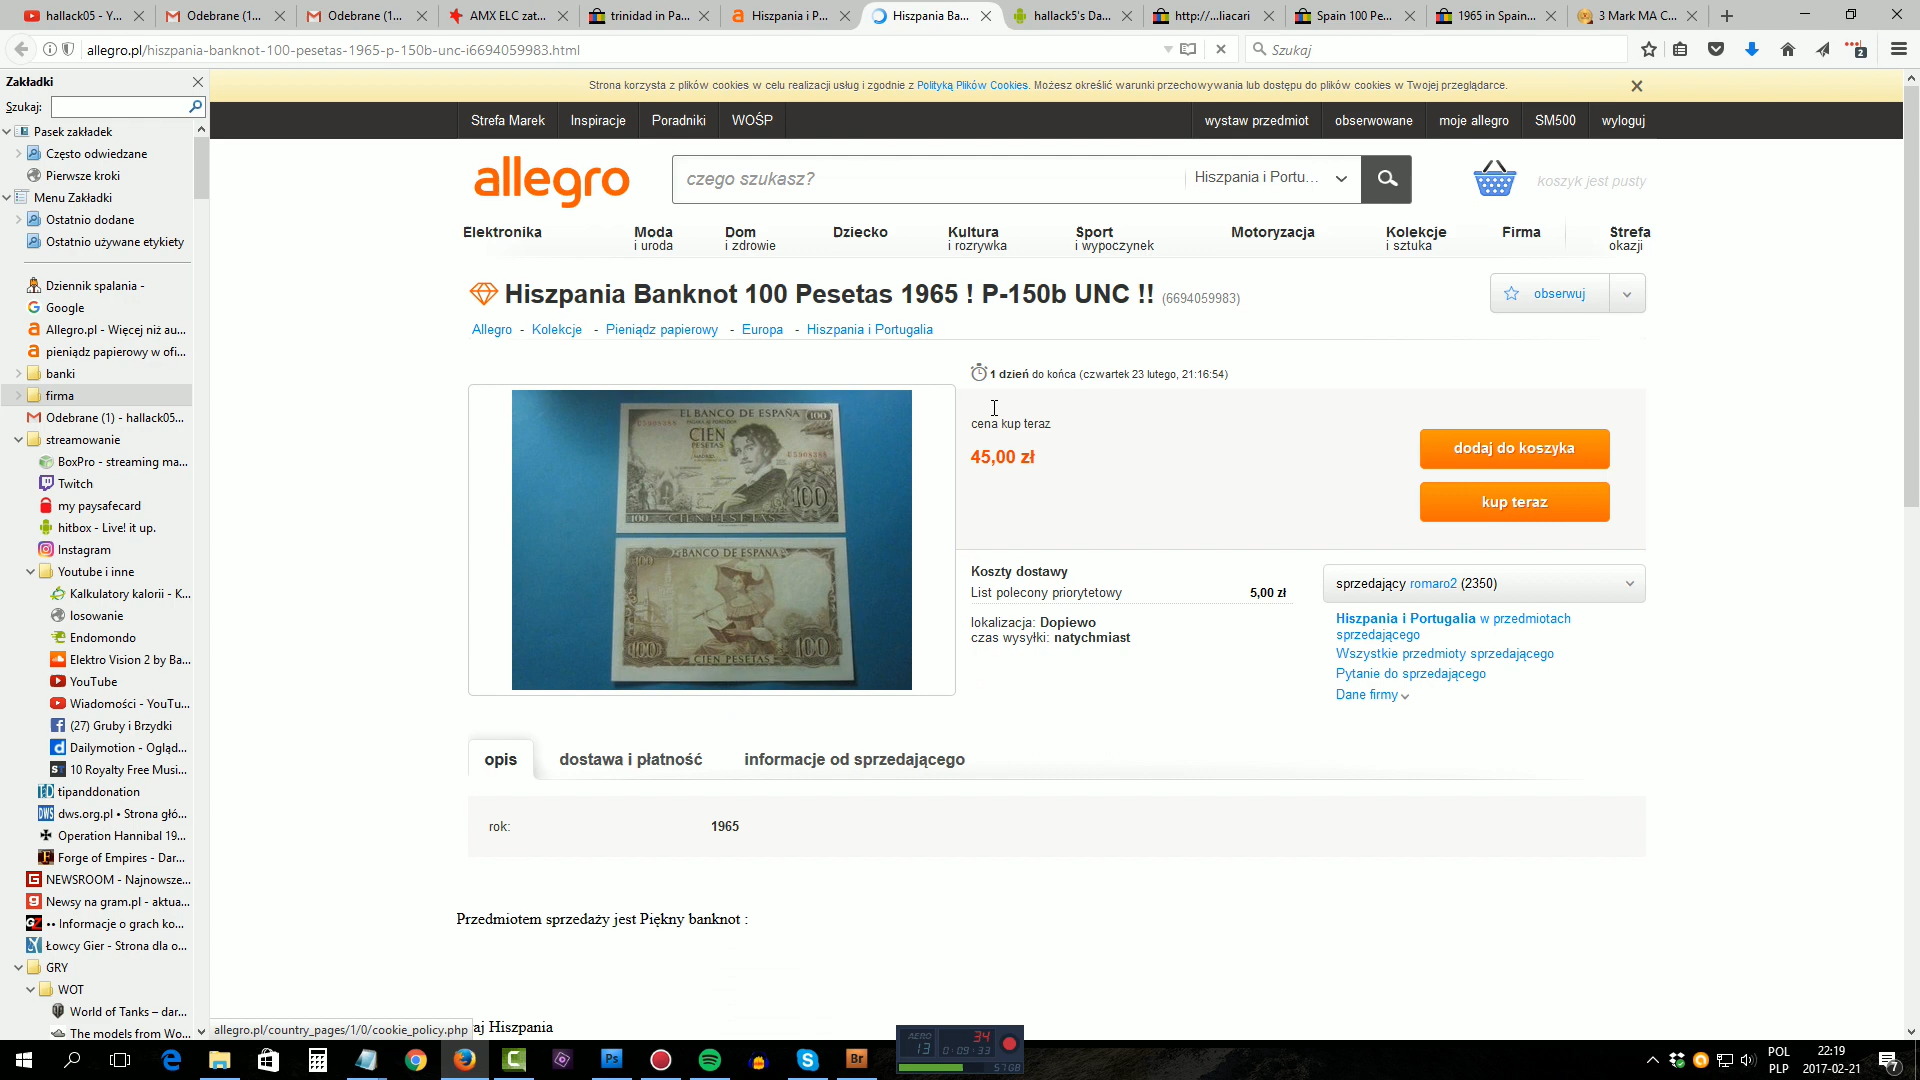 hallack05 - Y...
Odebrane (1...
Odebrane (1...
AMX ELC zat...
trinidad in Pa...
Hiszpania i P...
Hiszpania Ba...
hallack5's Da...
http://...liacari
Spain 100 Pe...
1965 in Spain...
3 Mark MA C...
allegro.pl/hiszpania-banknot-100-pesetas-1965-p-150b-unc-i6694059983.html
Szukaj
2
Zakładki
Szukaj:
Pasek zakładek
Często odwiedzane
Pierwsze kroki
Menu Zakładki
Ostatnio dodane
Ostatnio używane etykiety
Dziennik spalania -
Google
Allegro.pl - Więcej niż au...
pieniądz papierowy w ofi...
banki
firma
Odebrane (1) - hallack05...
streamowanie
BoxPro - streaming ma...
Twitch
my paysafecard
hitbox - Live! it up.
Instagram
Youtube i inne
Kalkulatory kalorii - K...
losowanie
Endomondo
Elektro Vision 2 by Ba...
YouTube
Wiadomości - YouTu...
(27) Gruby i Brzydki
Dailymotion - Ogląd...
10 Royalty Free Musi...
tipanddonation
dws.org.pl • Strona głó...
Operation Hannibal 19...
Forge of Empires - Dar...
NEWSROOM - Najnowsze...
Newsy na gram.pl - aktua...
•• Informacje o grach ko...
Łowcy Gier - Strona dla o...
GRY
WOT
World of Tanks – dar...
The models from Wo...
Strona korzysta z plików cookies w celu realizacji usług i zgodnie z Polityką Plików Cookies. Możesz określić warunki przechowywania lub dostępu do plików cookies w Twojej przeglądarce.
Strefa Marek
Inspiracje
Poradniki
WOŚP
wystaw przedmiot
obserwowane
moje allegro
SM500
wyloguj
allegro
czego szukasz?
Hiszpania i Portu...
koszyk jest pusty
Elektronika
Moda
i uroda
Dom
i zdrowie
Dziecko
Kultura
i rozrywka
Sport
i wypoczynek
Motoryzacja
Kolekcje
i sztuka
Firma
Strefa
okazji
Hiszpania Banknot 100 Pesetas 1965 ! P-150b UNC !! (6694059983)
obserwuj
Allegro - Kolekcje - Pieniądz papierowy - Europa - Hiszpania i Portugalia
1 dzień do końca (czwartek 23 lutego, 21:16:54)
EL BANCO DE ESPAÑA
100
CIEN
PESETAS
100
100
CIEN PESETAS
BANCO DE ESPAÑA
100
100
100
CIEN PESETAS
cena kup teraz
45,00 zł
dodaj do koszyka
kup teraz
Koszty dostawy
List polecony priorytetowy 5,00 zł
lokalizacja: Dopiewo
czas wysyłki: natychmiast
sprzedający romaro2 (2350)
Hiszpania i Portugalia w przedmiotach
sprzedającego
Wszystkie przedmioty sprzedającego
Pytanie do sprzedającego
Dane firmy
opis
dostawa i płatność
informacje od sprzedającego
rok: 1965
Przedmiotem sprzedaży jest Piękny banknot :
aj Hiszpania
allegro.pl/country_pages/1/0/cookie_policy.php
AERO
13
34
0:09:33
57GB
Ps
Br
POL
PLP
22:19
2017-02-21
7